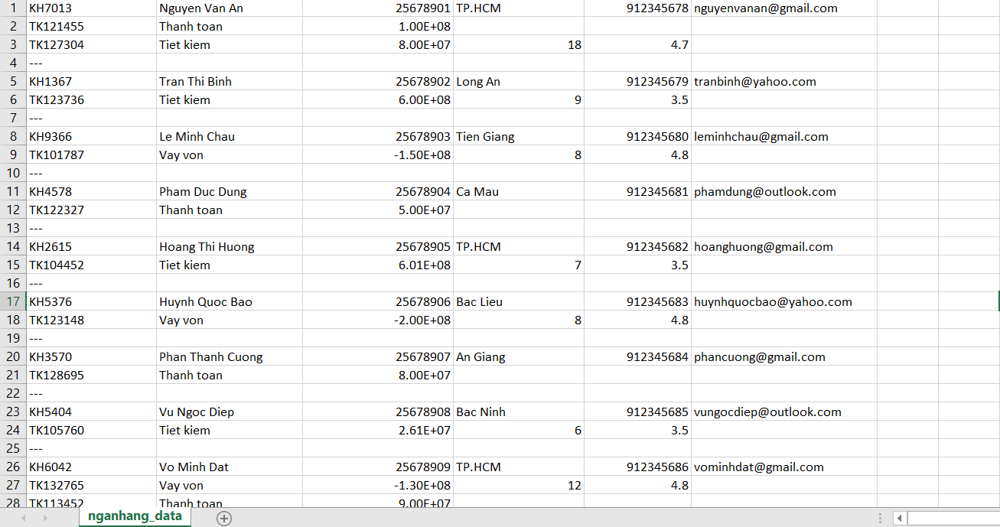 1 KH7013 Nguyen Van An 25678901 TP.HCM 912345678 nguyenvanan@gmail.com
2 TK121455 Thanh toan 1.00E+08
3 TK127304 Tiet kiem 8.00E+07 18 4.7
4 ---
5 KH1367 Tran Thi Binh 25678902 Long An 912345679 tranbinh@yahoo.com
6 TK123736 Tiet kiem 6.00E+08 9 3.5
7 ---
8 KH9366 Le Minh Chau 25678903 Tien Giang 912345680 leminhchau@gmail.com
9 TK101787 Vay von -1.50E+08 8 4.8
10 ---
11 KH4578 Pham Duc Dung 25678904 Ca Mau 912345681 phamdung@outlook.com
12 TK122327 Thanh toan 5.00E+07
13 ---
14 KH2615 Hoang Thi Huong 25678905 TP.HCM 912345682 hoanghuong@gmail.com
15 TK104452 Tiet kiem 6.01E+08 7 3.5
16 ---
17 KH5376 Huynh Quoc Bao 25678906 Bac Lieu 912345683 huynhquocbao@yahoo.com
18 TK123148 Vay von -2.00E+08 8 4.8
19 ---
20 KH3570 Phan Thanh Cuong 25678907 An Giang 912345684 phancuong@gmail.com
21 TK128695 Thanh toan 8.00E+07
22 ---
23 KH5404 Vu Ngoc Diep 25678908 Bac Ninh 912345685 vungocdiep@outlook.com
24 TK105760 Tiet kiem 2.61E+07 6 3.5
25 ---
26 KH6042 Vo Minh Dat 25678909 TP.HCM 912345686 vominhdat@gmail.com
27 TK132765 Vay von -1.30E+08 12 4.8
28 TK113452 Thanh toan 9.00E+07
nganhang_data